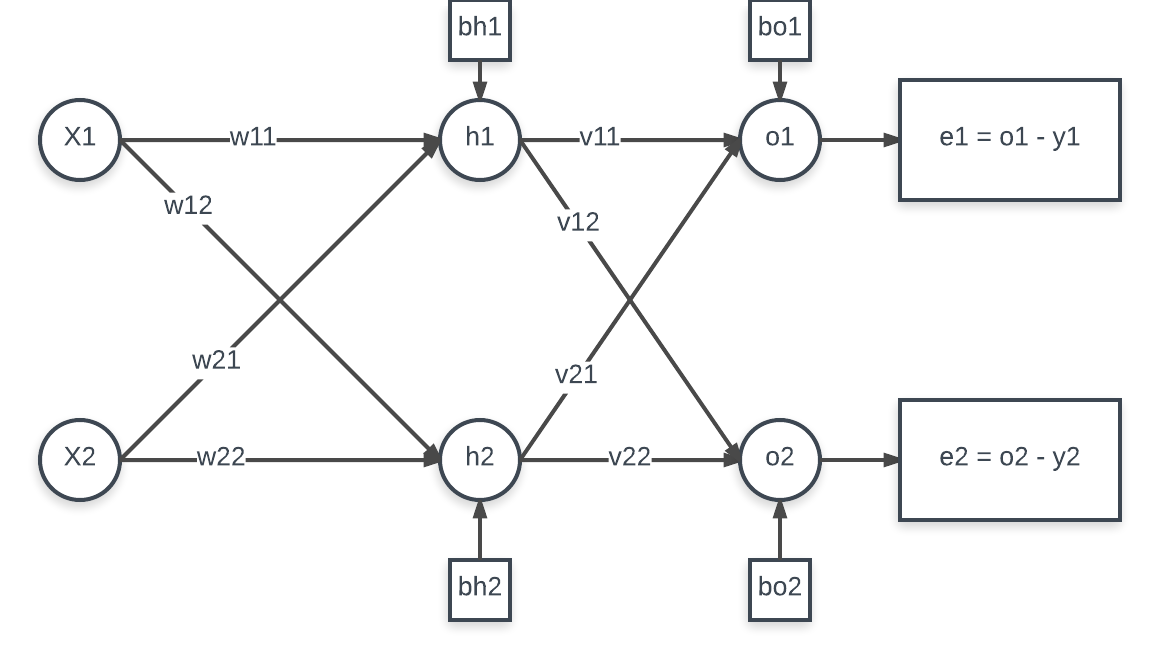 bh1
bo1
X1
w11
h1
v11
o1
e1 = o1 - y1
w12
v12
w21
v21
X2
w22
h2
v22
o2
e2 = o2 - y2
bh2
bo2